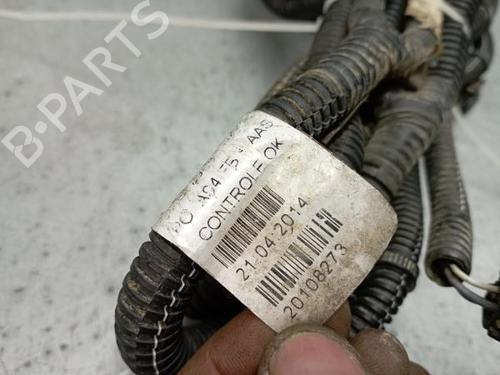 B-PARTS
AAS
CONTROLE OK
21-04-2014
20108273